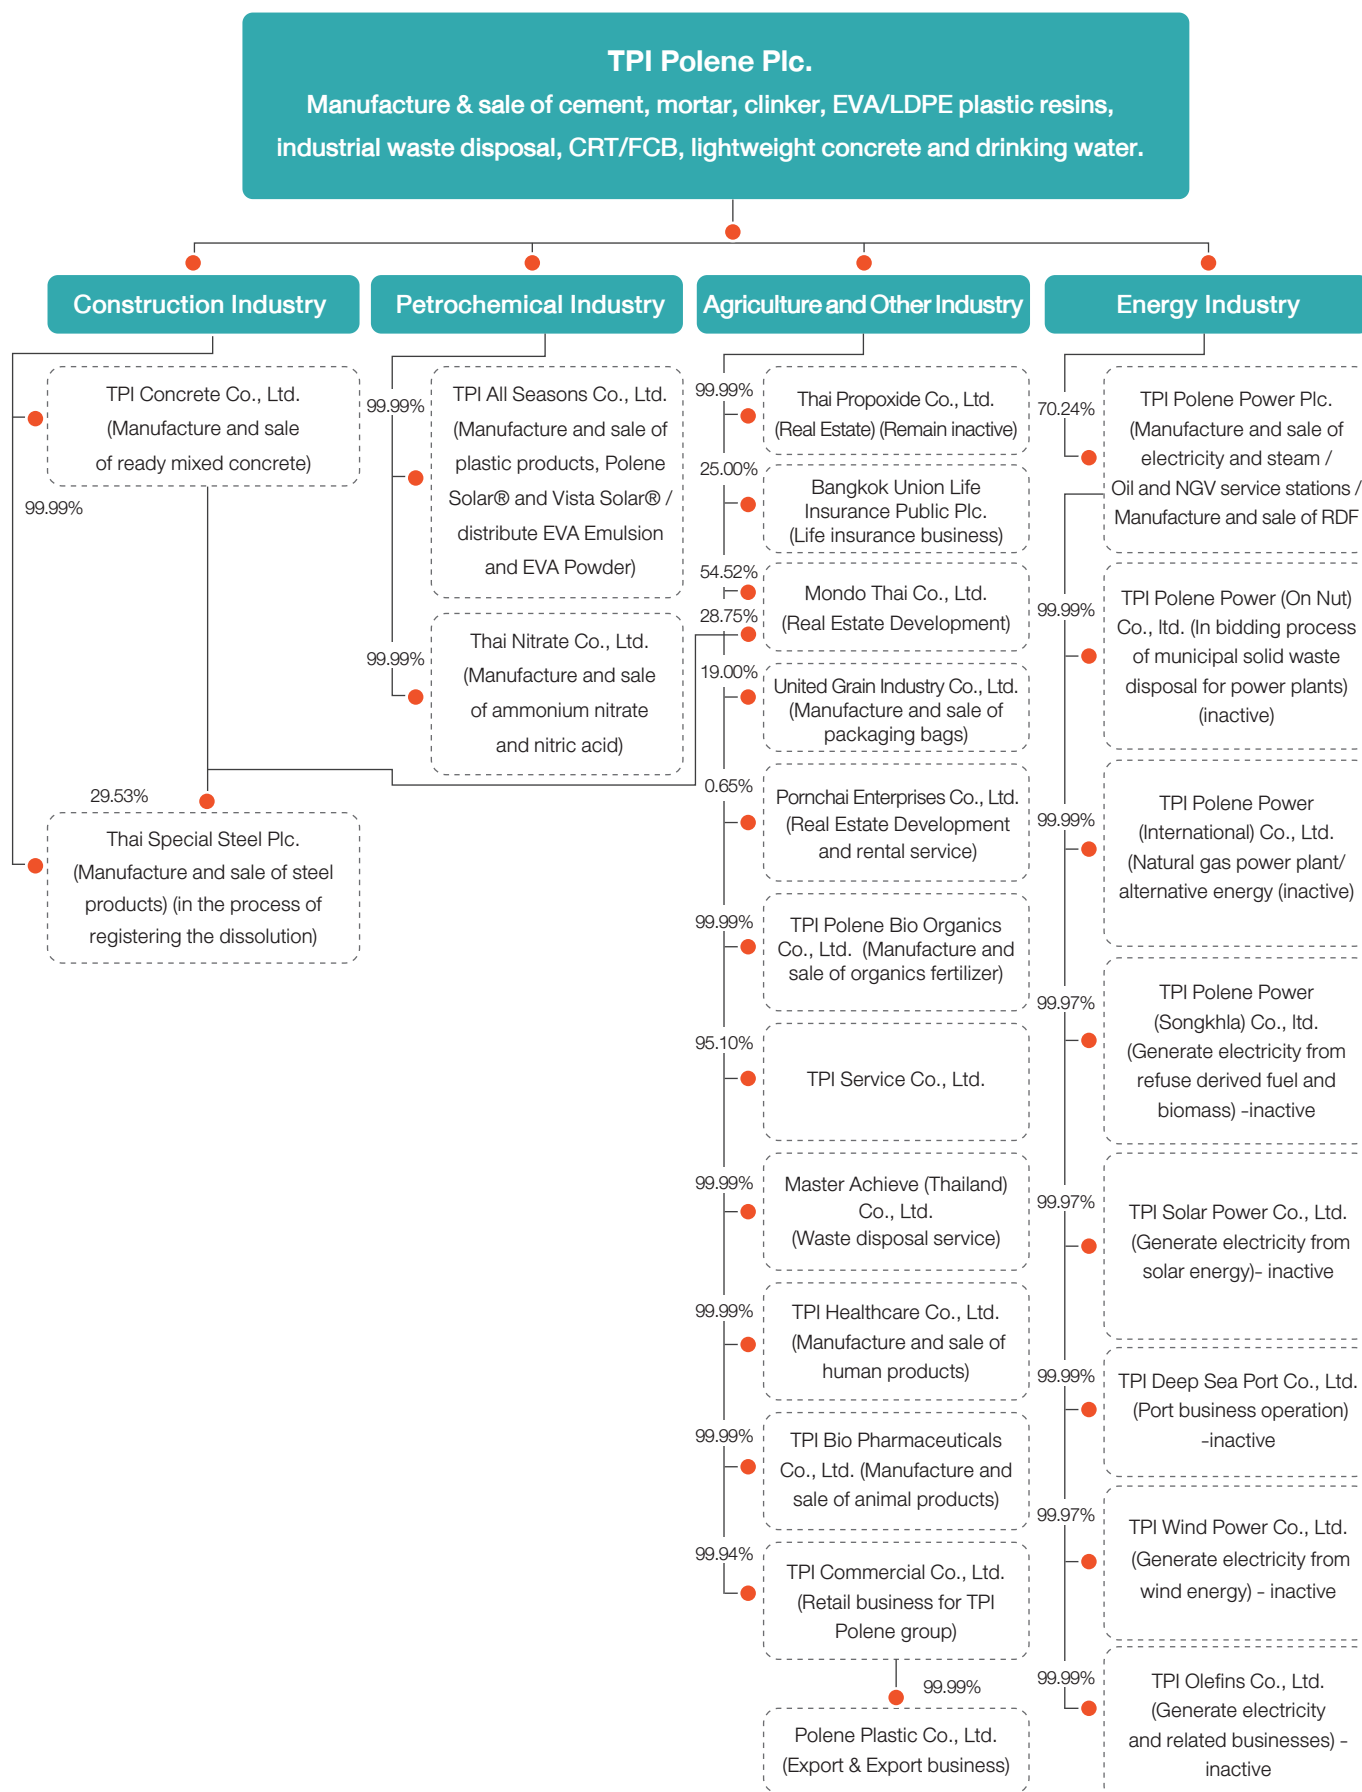 TPI Polene Plc.
Manufacture & sale of cement, mortar, clinker, EVA/LDPE plastic resins,
industrial waste disposal, CRT/FCB, lightweight concrete and drinking water.
Construction Industry
TPI Concrete Co., Ltd.
(Manufacture and sale
of ready mixed concrete)
99.99%
29.53%
Thai Special Steel Plc.
(Manufacture and sale of steel
products) (in the process of
registering the dissolution)
Petrochemical Industry
99.99%
TPI All Seasons Co., Ltd.
(Manufacture and sale of
plastic products, Polene
Solar® and Vista Solar® /
distribute EVA Emulsion
and EVA Powder)
99.99%
Thai Nitrate Co., Ltd.
(Manufacture and sale
of ammonium nitrate
and nitric acid)
Agriculture and Other Industry
99.99%
Thai Propoxide Co., Ltd.
(Real Estate) (Remain inactive)
25.00%
Bangkok Union Life
Insurance Public Plc.
(Life insurance business)
54.52%
Mondo Thai Co., Ltd.
(Real Estate Development)
28.75%
19.00%
United Grain Industry Co., Ltd.
(Manufacture and sale of
packaging bags)
0.65%
Pornchai Enterprises Co., Ltd.
(Real Estate Development
and rental service)
99.99%
TPI Polene Bio Organics
Co., Ltd. (Manufacture and
sale of organics fertilizer)
95.10%
TPI Service Co., Ltd.
99.99%
Master Achieve (Thailand)
Co., Ltd.
(Waste disposal service)
99.99%
TPI Healthcare Co., Ltd.
(Manufacture and sale of
human products)
99.99%
TPI Bio Pharmaceuticals
Co., Ltd. (Manufacture and
sale of animal products)
99.94%
TPI Commercial Co., Ltd.
(Retail business for TPI
Polene group)
99.99%
Polene Plastic Co., Ltd.
(Export & Export business)
Energy Industry
70.24%
TPI Polene Power Plc.
(Manufacture and sale of
electricity and steam /
Oil and NGV service stations /
Manufacture and sale of RDF
99.99%
TPI Polene Power (On Nut)
Co., ltd. (In bidding process
of municipal solid waste
disposal for power plants)
(inactive)
99.99%
TPI Polene Power
(International) Co., Ltd.
(Natural gas power plant/
alternative energy (inactive)
99.97%
TPI Polene Power
(Songkhla) Co., ltd.
(Generate electricity from
refuse derived fuel and
biomass) -inactive
99.97%
TPI Solar Power Co., Ltd.
(Generate electricity from
solar energy)- inactive
99.99%
TPI Deep Sea Port Co., Ltd.
(Port business operation)
-inactive
99.97%
TPI Wind Power Co., Ltd.
(Generate electricity from
wind energy) - inactive
99.99%
TPI Olefins Co., Ltd.
(Generate electricity
and related businesses) -
inactive